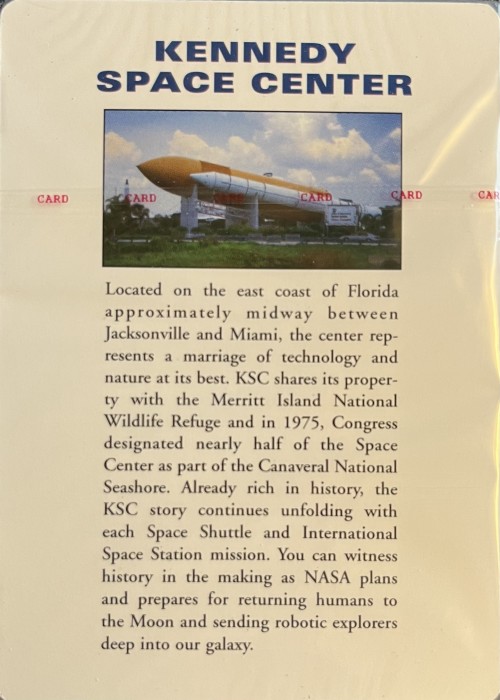 KENNEDY
SPACE CENTER
CARD CARD CARD CARD CARD CAR
Located on the east coast of Florida
approximately midway between
Jacksonville and Miami, the center rep-
resents a marriage of technology and
nature at its best. KSC shares its proper-
ty with the Merritt Island National
Wildlife Refuge and in 1975, Congress
designated nearly half of the Space
Center as part of the Canaveral National
Seashore. Already rich in history, the
KSC story continues unfolding with
each Space Shuttle and International
Space Station mission. You can witness
history in the making as NASA plans
and prepares for returning humans to
the Moon and sending robotic explorers
deep into our galaxy.